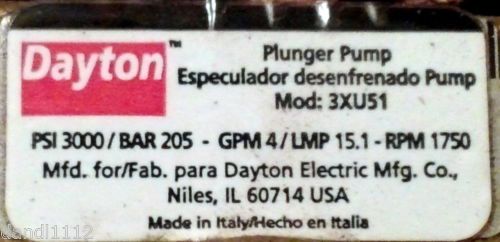 Dayton™
Plunger Pump
Especulador desenfrenado Pump
Mod: 3XU51
PSI 3000 / BAR 205 - GPM 4 / LMP 15.1 - RPM 1750
Mfd. for/Fab. para Dayton Electric Mfg. Co.,
Niles, IL 60714 USA
Made in Italy/Hecho en Italia
dandl1112